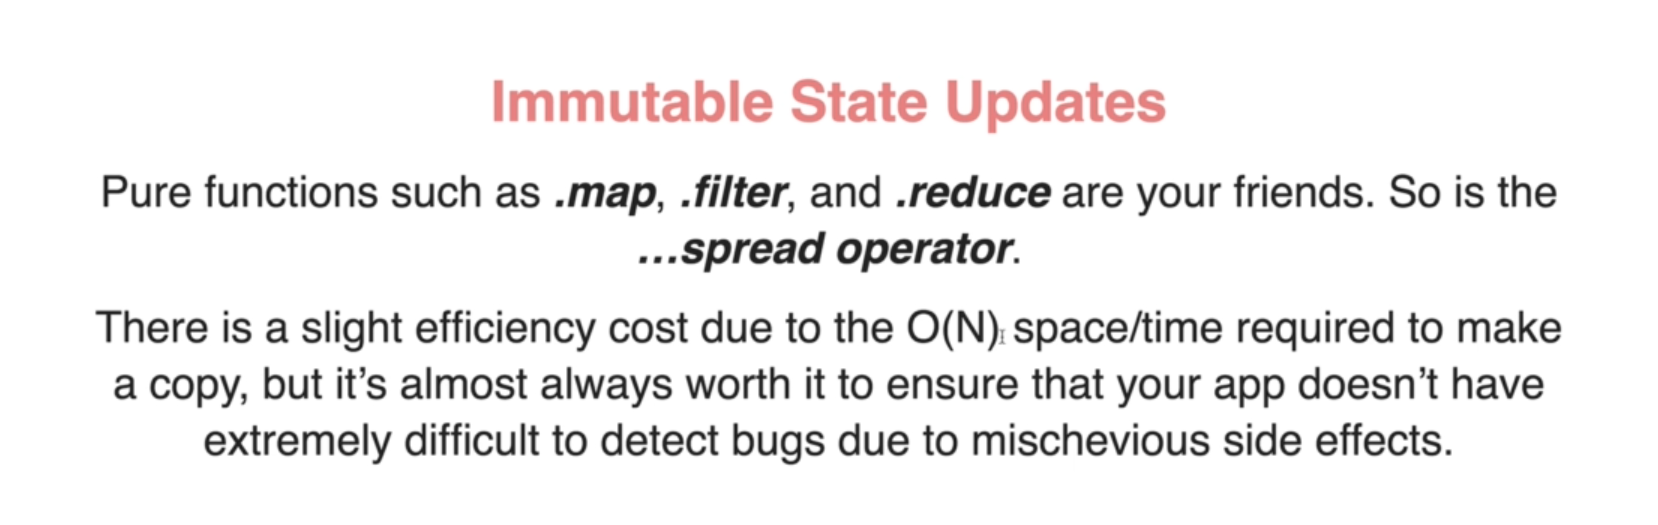 Immutable State Updates
Pure functions such as .map, .filter, and .reduce are your friends. So is the
...spread operator.
There is a slight efficiency cost due to the O(N) space/time required to make
a copy, but it’s almost always worth it to ensure that your app doesn’t have
extremely difficult to detect bugs due to mischevious side effects.